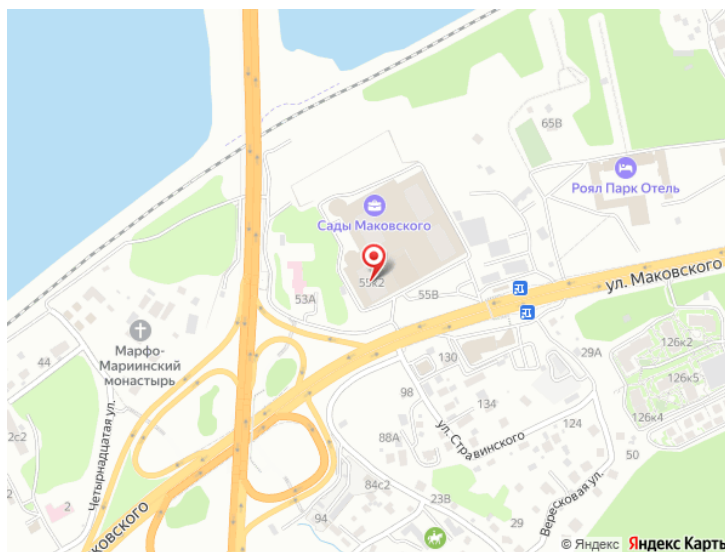 65В
Роял Парк Отель
Сады Маковского
ул. Маковского
55к2
55В
53А
Марфо-
Мариинский
монастырь
44
130
29А
126к2
126к5
126к4
98
134
124
88А
ул. Стравинского
50
Четырнадцатая ул.
2с2
2
84с2
23В
94
29
Вересковая ул.
ковского
© Яндекс Яндекс Карты